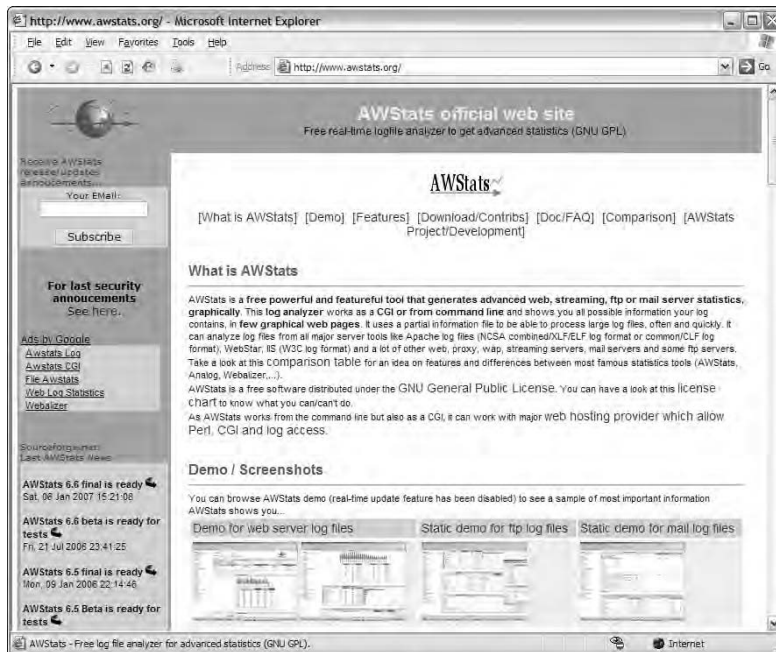 http://www.awstats.org/ - Microsoft Internet Explorer
File Edit View Favorites Tools Help
Address http://www.awstats.org/ Go
AWStats official web site
Free real-time logfile analyzer to get advanced statistics (GNU GPL)
Receive AWStats
release/updates
annoucements...
Your EMail:
Subscribe
For last security
annoucements
See here.
Ads by Google
Awstats Log
Awstats CGI
File Awstats
Web Log Statistics
Webalizer
Sourceforge.net:
Last AWStats News
AWStats 6.6 final is ready
Sat, 06 Jan 2007 15:21:08
AWStats 6.6 beta is ready for
tests
Fri, 21 Jul 2006 23:41:25
AWStats 6.5 final is ready
Mon, 09 Jan 2006 22:14:46
AWStats 6.5 Beta is ready for
tests
AWStats
[What is AWStats] [Demo] [Features] [Download/Contribs] [Doc/FAQ] [Comparison] [AWStats
Project/Development]
What is AWStats
AWStats is a free powerful and featureful tool that generates advanced web, streaming, ftp or mail server statistics,
graphically. This log analyzer works as a CGI or from command line and shows you all possible information your log
contains, in few graphical web pages. It uses a partial information file to be able to process large log files, often and quickly. It
can analyze log files from all major server tools like Apache log files (NCSA combined/XLF/ELF log format or common/CLF log
format), WebStar, IIS (W3C log format) and a lot of other web, proxy, wap, streaming servers, mail servers and some ftp servers.
Take a look at this comparison table for an idea on features and differences between most famous statistics tools (AWStats,
Analog, Webalizer,...).
AWStats is a free software distributed under the GNU General Public License. You can have a look at this license
chart to know what you can/can't do.
As AWStats works from the command line but also as a CGI, it can work with major web hosting provider which allow
Perl, CGI and log access.
Demo / Screenshots
You can browse AWStats demo (real-time update feature has been disabled) to see a sample of most important information
AWStats shows you...
Demo for web server log files Static demo for ftp log files Static demo for mail log files
AWStats - Free log file analyzer for advanced statistics (GNU GPL). Internet